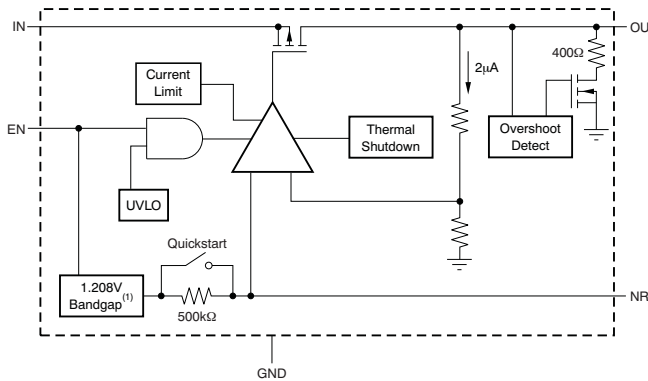 IN
OU
400Ω
2μA
Current
Limit
EN
Thermal
Shutdown
Overshoot
Detect
UVLO
Quickstart
1.208V
Bandgap(1)
500kΩ
NR
GND